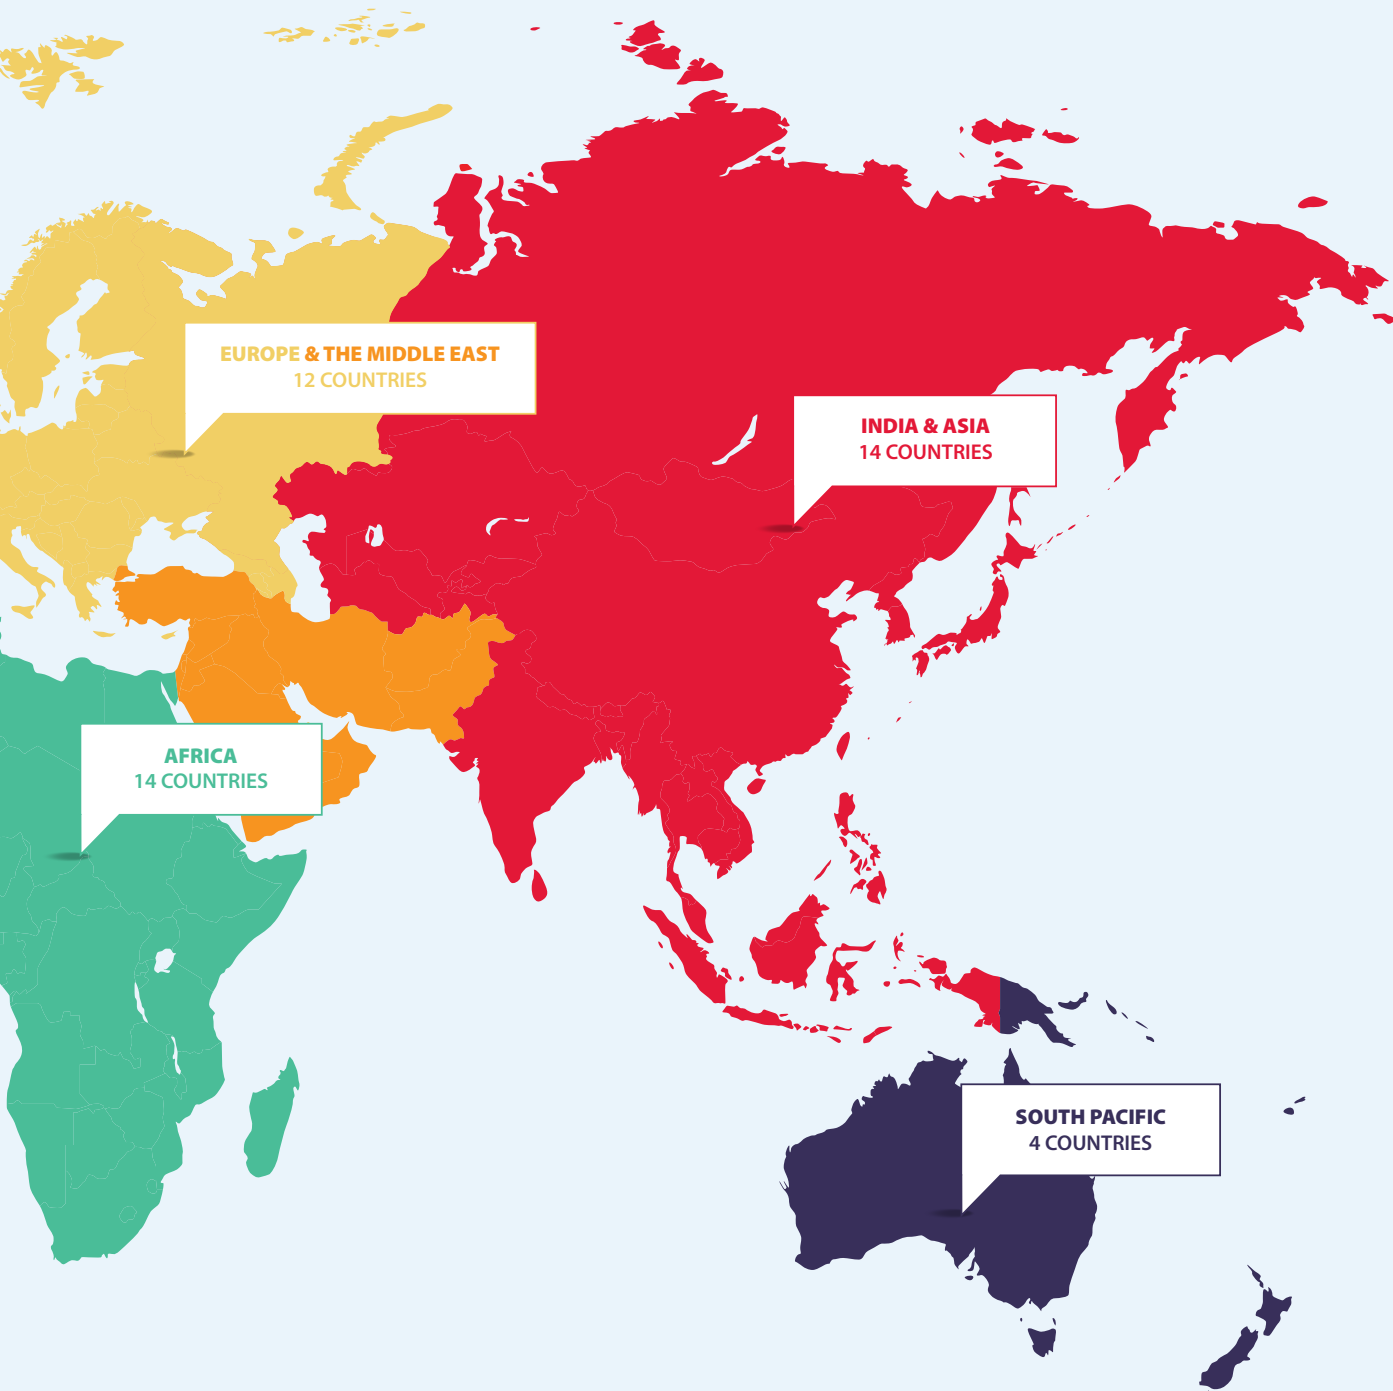 EUROPE & THE MIDDLE EAST
12 COUNTRIES
INDIA & ASIA
14 COUNTRIES
AFRICA
14 COUNTRIES
SOUTH PACIFIC
4 COUNTRIES